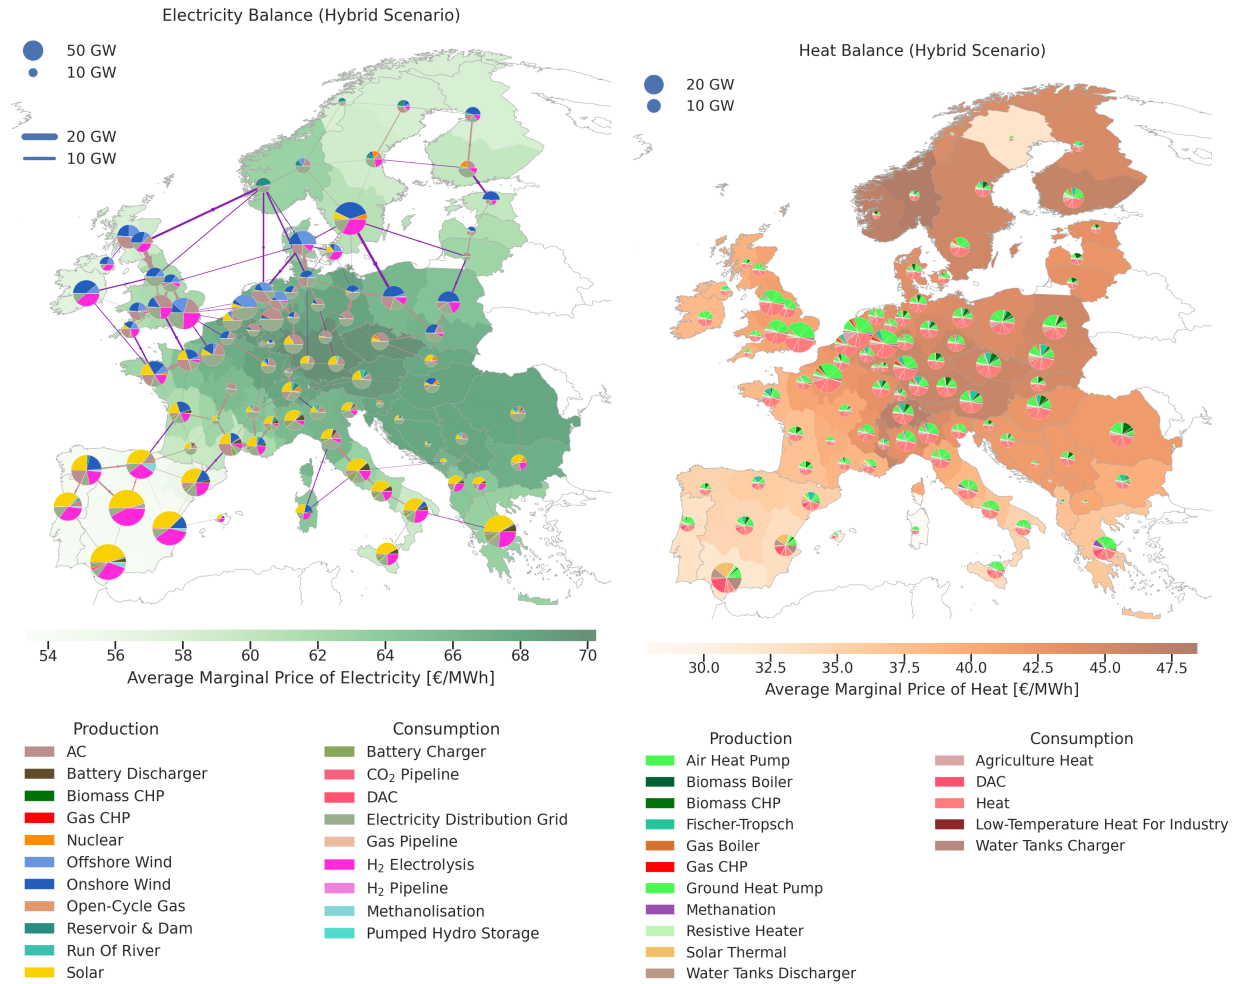 Electricity Balance (Hybrid Scenario)
50 GW
10 GW
20 GW
10 GW
54 56 58 60 62 64 66 68 70
Average Marginal Price of Electricity [€/MWh]
Production
AC
Battery Discharger
Biomass CHP
Gas CHP
Nuclear
Offshore Wind
Onshore Wind
Open-Cycle Gas
Reservoir & Dam
Run Of River
Solar
Consumption
Battery Charger
CO₂ Pipeline
DAC
Electricity Distribution Grid
Gas Pipeline
H₂ Electrolysis
H₂ Pipeline
Methanolisation
Pumped Hydro Storage
Heat Balance (Hybrid Scenario)
20 GW
10 GW
30.0 32.5 35.0 37.5 40.0 42.5 45.0 47.5
Average Marginal Price of Heat [€/MWh]
Production
Air Heat Pump
Biomass Boiler
Biomass CHP
Fischer-Tropsch
Gas Boiler
Gas CHP
Ground Heat Pump
Methanation
Resistive Heater
Solar Thermal
Water Tanks Discharger
Consumption
Agriculture Heat
DAC
Heat
Low-Temperature Heat For Industry
Water Tanks Charger